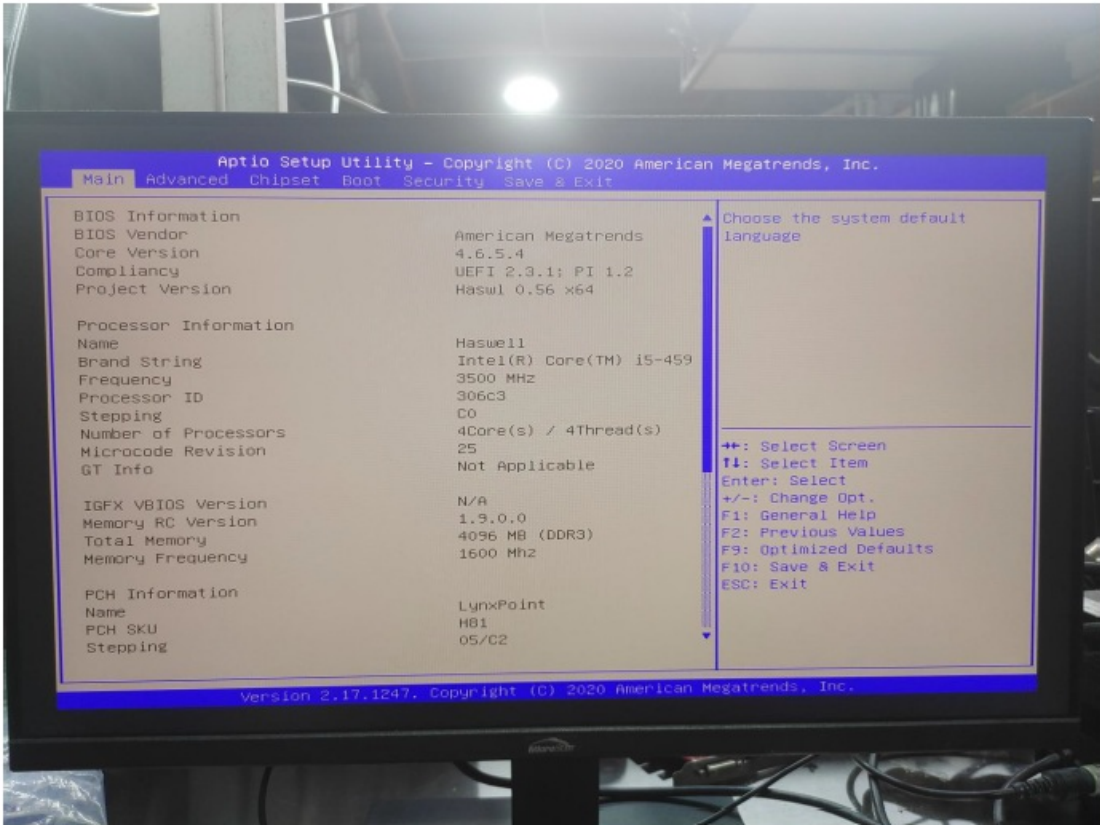 Aptio Setup Utility – Copyright (C) 2020 American Megatrends, Inc.
Main Advanced Chipset Boot Security Save & Exit
BIOS Information
BIOS Vendor American Megatrends
Core Version 4.6.5.4
Compliancy UEFI 2.3.1; PI 1.2
Project Version Haswl 0.56 x64
Processor Information
Name Haswell
Brand String Intel(R) Core(TM) i5-459
Frequency 3500 MHz
Processor ID 306c3
Stepping C0
Number of Processors 4Core(s) / 4Thread(s)
Microcode Revision 25
GT Info Not Applicable
IGFX VBIOS Version N/A
Memory RC Version 1.9.0.0
Total Memory 4096 MB (DDR3)
Memory Frequency 1600 Mhz
PCH Information
Name LynxPoint
PCH SKU H81
Stepping 05/C2
Choose the system default
language
→←: Select Screen
↑↓: Select Item
Enter: Select
+/-: Change Opt.
F1: General Help
F2: Previous Values
F9: Optimized Defaults
F10: Save & Exit
ESC: Exit
Version 2.17.1247. Copyright (C) 2020 American Megatrends, Inc.